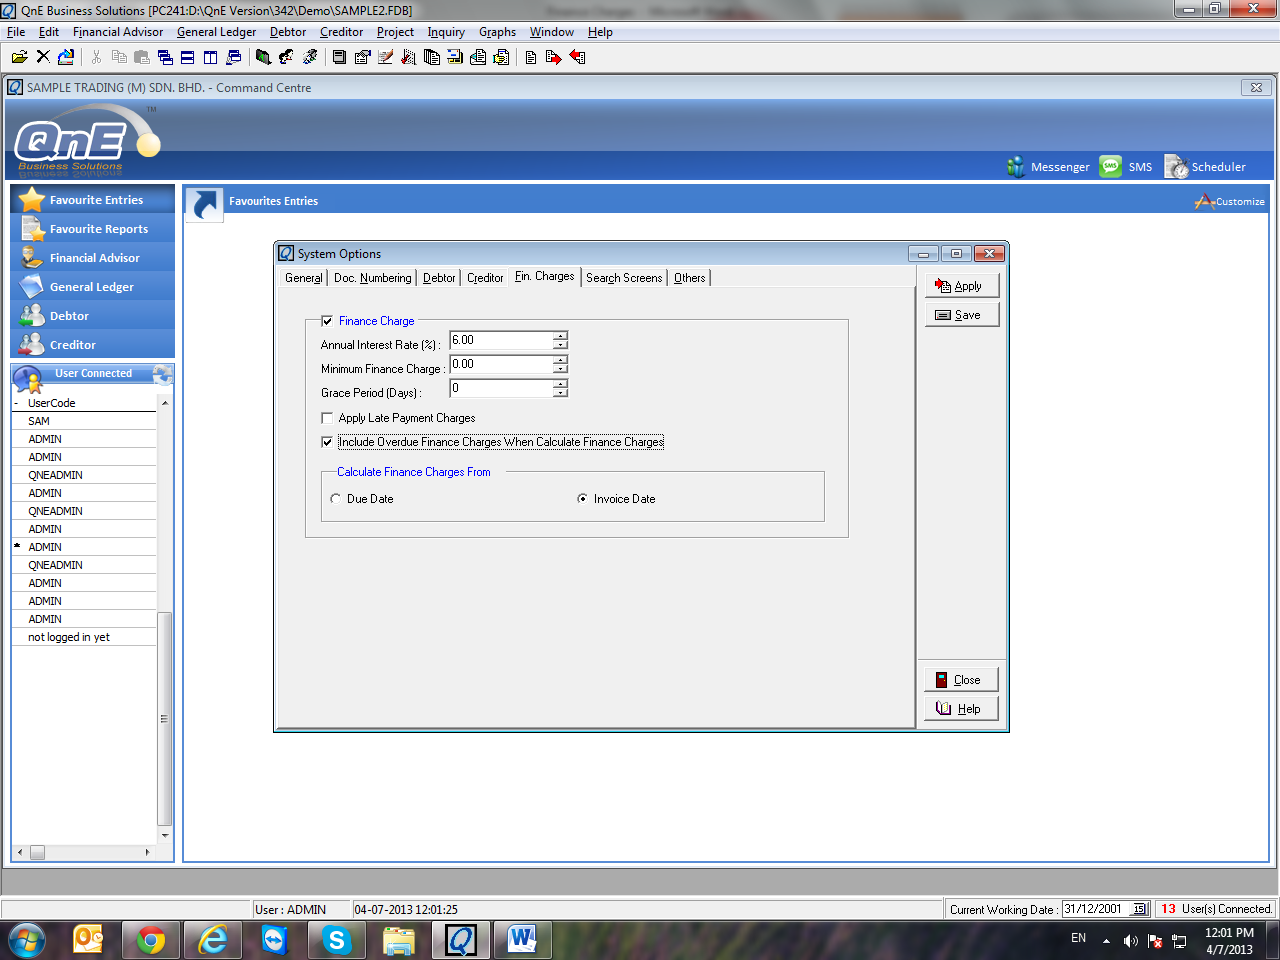 QnE Business Solutions [PC241:D:\QnE Version\342\Demo\SAMPLE2.FDB]
File Edit Financial Advisor General Ledger Debtor Creditor Project Inquiry Graphs Window Help
SAMPLE TRADING (M) SDN. BHD. - Command Centre
QnE TM
Business Solutions
Messenger SMS Scheduler
Favourite Entries
Favourite Reports
Financial Advisor
General Ledger
Debtor
Creditor
User Connected
UserCode
SAM
ADMIN
ADMIN
QNEADMIN
ADMIN
QNEADMIN
ADMIN
* ADMIN
QNEADMIN
ADMIN
ADMIN
ADMIN
not logged in yet
Favourites Entries
Customize
System Options
General Doc. Numbering Debtor Creditor Fin. Charges Search Screens Others
Finance Charge
Annual Interest Rate (%) : 6.00
Minimum Finance Charge : 0.00
Grace Period (Days) : 0
Apply Late Payment Charges
Include Overdue Finance Charges When Calculate Finance Charges
Calculate Finance Charges From
Due Date Invoice Date
Apply
Save
Close
Help
User : ADMIN 04-07-2013 12:01:25 Current Working Date : 31/12/2001 15 13 User(s) Connected.
EN 12:01 PM
4/7/2013